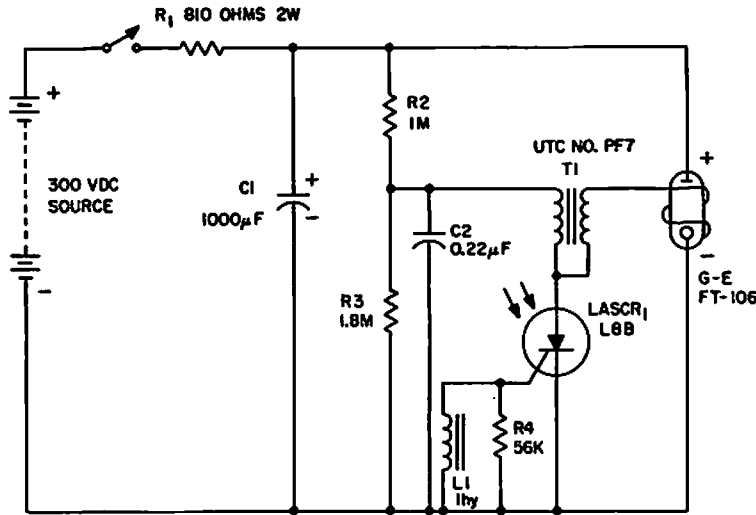 R1 810 OHMS 2W
+
300 VDC
SOURCE
−
C1
1000µF
+
−
R2
1M
R3
1.8M
C2
0.22µF
UTC NO. PF7
T1
LASCR1
L8B
+
−
G-E
FT-106
L1
1hy
R4
56K